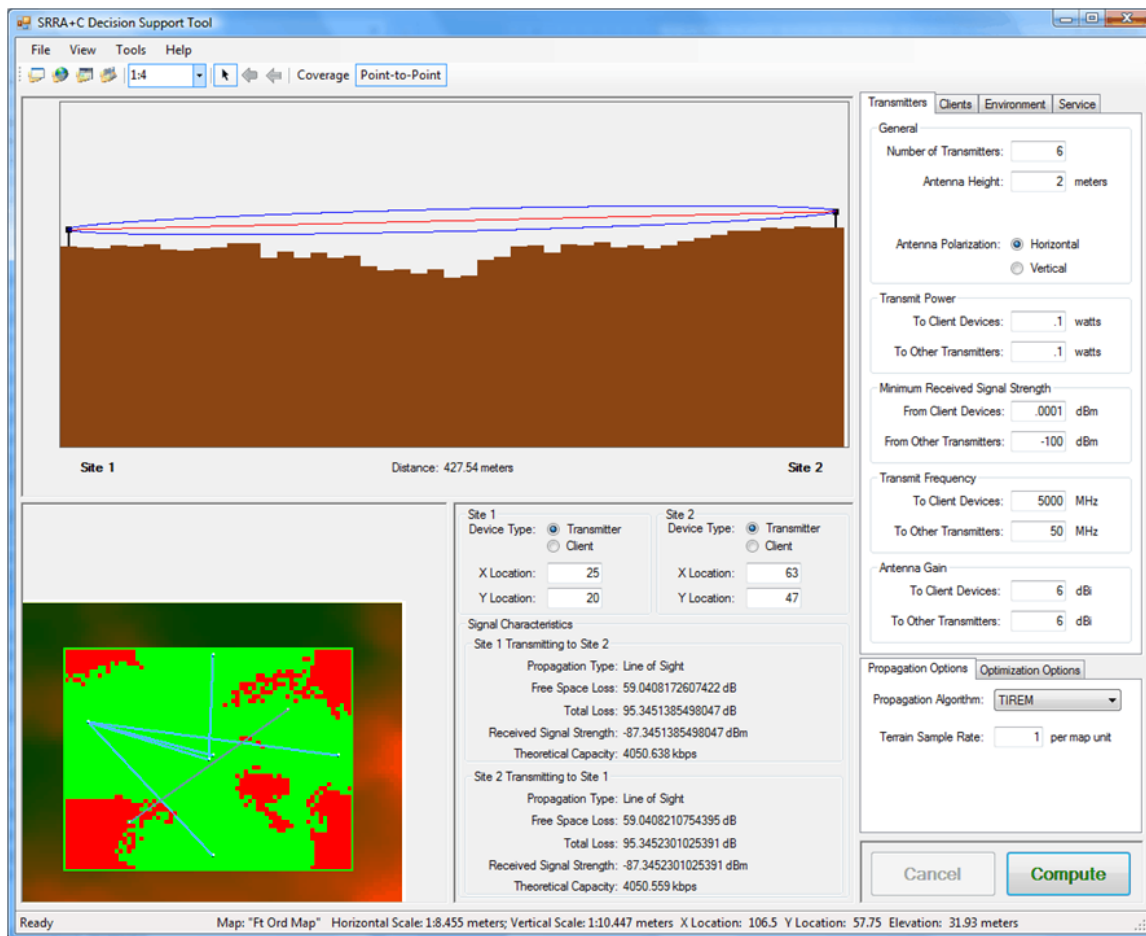 SRRA+C Decision Support Tool
File View Tools Help
1:4 Coverage Point-to-Point
Site 1 Distance: 427.54 meters Site 2
Transmitters Clients Environment Service
General
Number of Transmitters: 6
Antenna Height: 2 meters
Antenna Polarization: Horizontal
Vertical
Transmit Power
To Client Devices: .1 watts
To Other Transmitters: .1 watts
Minimum Received Signal Strength
From Client Devices: .0001 dBm
From Other Transmitters: -100 dBm
Transmit Frequency
To Client Devices: 5000 MHz
To Other Transmitters: 50 MHz
Antenna Gain
To Client Devices: 6 dBi
To Other Transmitters: 6 dBi
Site 1
Device Type: Transmitter
Client
X Location: 25
Y Location: 20
Site 2
Device Type: Transmitter
Client
X Location: 63
Y Location: 47
Signal Characteristics
Site 1 Transmitting to Site 2
Propagation Type: Line of Sight
Free Space Loss: 59.0408172607422 dB
Total Loss: 95.3451385498047 dB
Received Signal Strength: -87.3451385498047 dBm
Theoretical Capacity: 4050.638 kbps
Site 2 Transmitting to Site 1
Propagation Type: Line of Sight
Free Space Loss: 59.0408210754395 dB
Total Loss: 95.3452301025391 dB
Received Signal Strength: -87.3452301025391 dBm
Theoretical Capacity: 4050.559 kbps
Propagation Options Optimization Options
Propagation Algorithm: TIREM
Terrain Sample Rate: 1 per map unit
Cancel Compute
Ready Map: "Ft Ord Map" Horizontal Scale: 1:8.455 meters; Vertical Scale: 1:10.447 meters X Location: 106.5 Y Location: 57.75 Elevation: 31.93 meters